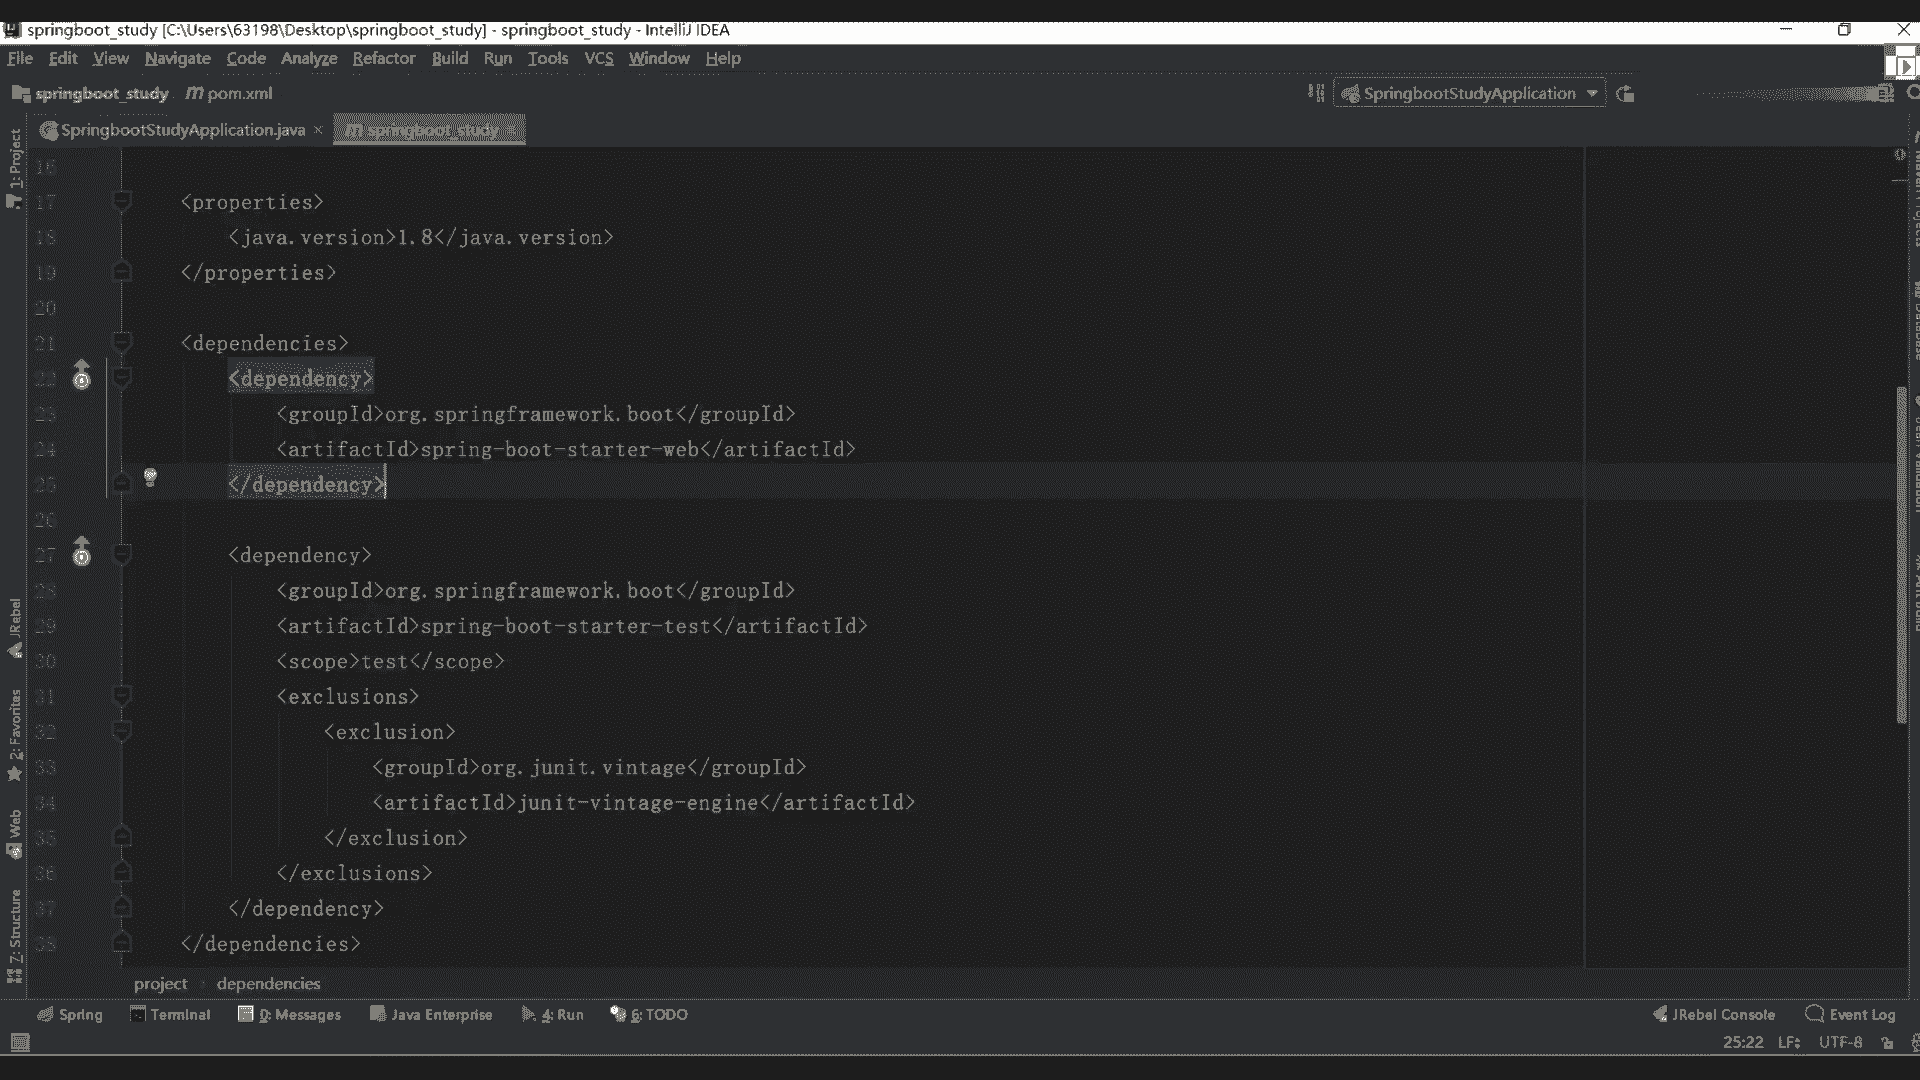 springboot_study [C:\Users\63198\Desktop\springboot_study] - springboot_study - IntelliJ IDEA
File Edit View Navigate Code Analyze Refactor Build Run Tools VCS Window Help
springboot_study pom.xml SpringbootStudyApplication
SpringbootStudyApplication.java springboot_study
1: Project
16
17 <properties>
18 <java.version>1.8</java.version>
19 </properties>
20
21 <dependencies>
22 <dependency>
23 <groupId>org.springframework.boot</groupId>
24 <artifactId>spring-boot-starter-web</artifactId>
25 </dependency>
26
27 <dependency>
28 <groupId>org.springframework.boot</groupId>
29 <artifactId>spring-boot-starter-test</artifactId>
30 <scope>test</scope>
31 <exclusions>
32 <exclusion>
33 <groupId>org.junit.vintage</groupId>
34 <artifactId>junit-vintage-engine</artifactId>
35 </exclusion>
36 </exclusions>
37 </dependency>
38 </dependencies>
JRebel
2: Favorites
Web
7: Structure
project dependencies
Spring Terminal 0: Messages Java Enterprise 4: Run 6: TODO JRebel Console Event Log
25:22 LF UTF-8